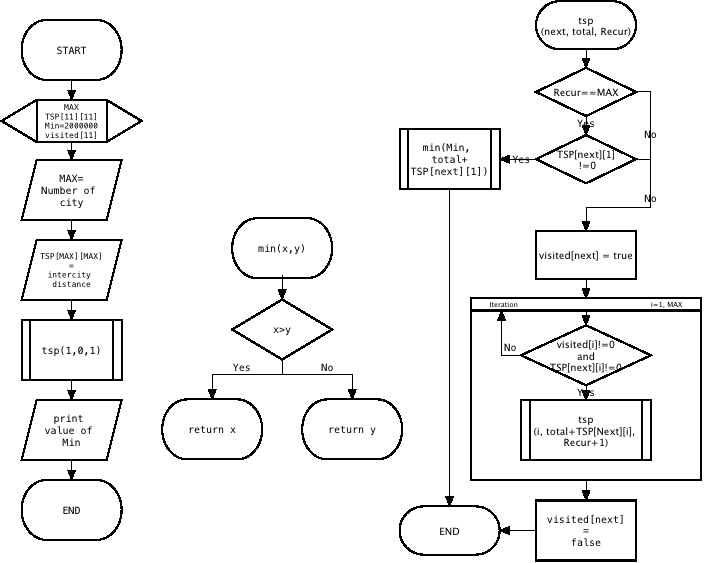 START
MAX
TSP[11][11]
Min=2000000
visited[11]
MAX=
Number of
city
TSP[MAX][MAX]
=
intercity
distance
tsp(1,0,1)
print
value of
Min
END
min(x,y)
x>y
Yes
No
return x
return y
tsp
(next, total, Recur)
Recur==MAX
Yes
No
TSP[next][1]
!=0
Yes
No
min(Min,
total+
TSP[next][1])
visited[next] = true
Iteration
i=1, MAX
visited[i]!=0
and
TSP[next][i]!=0
No
Yes
tsp
(i, total+TSP[Next][i],
Recur+1)
visited[next]
=
false
END